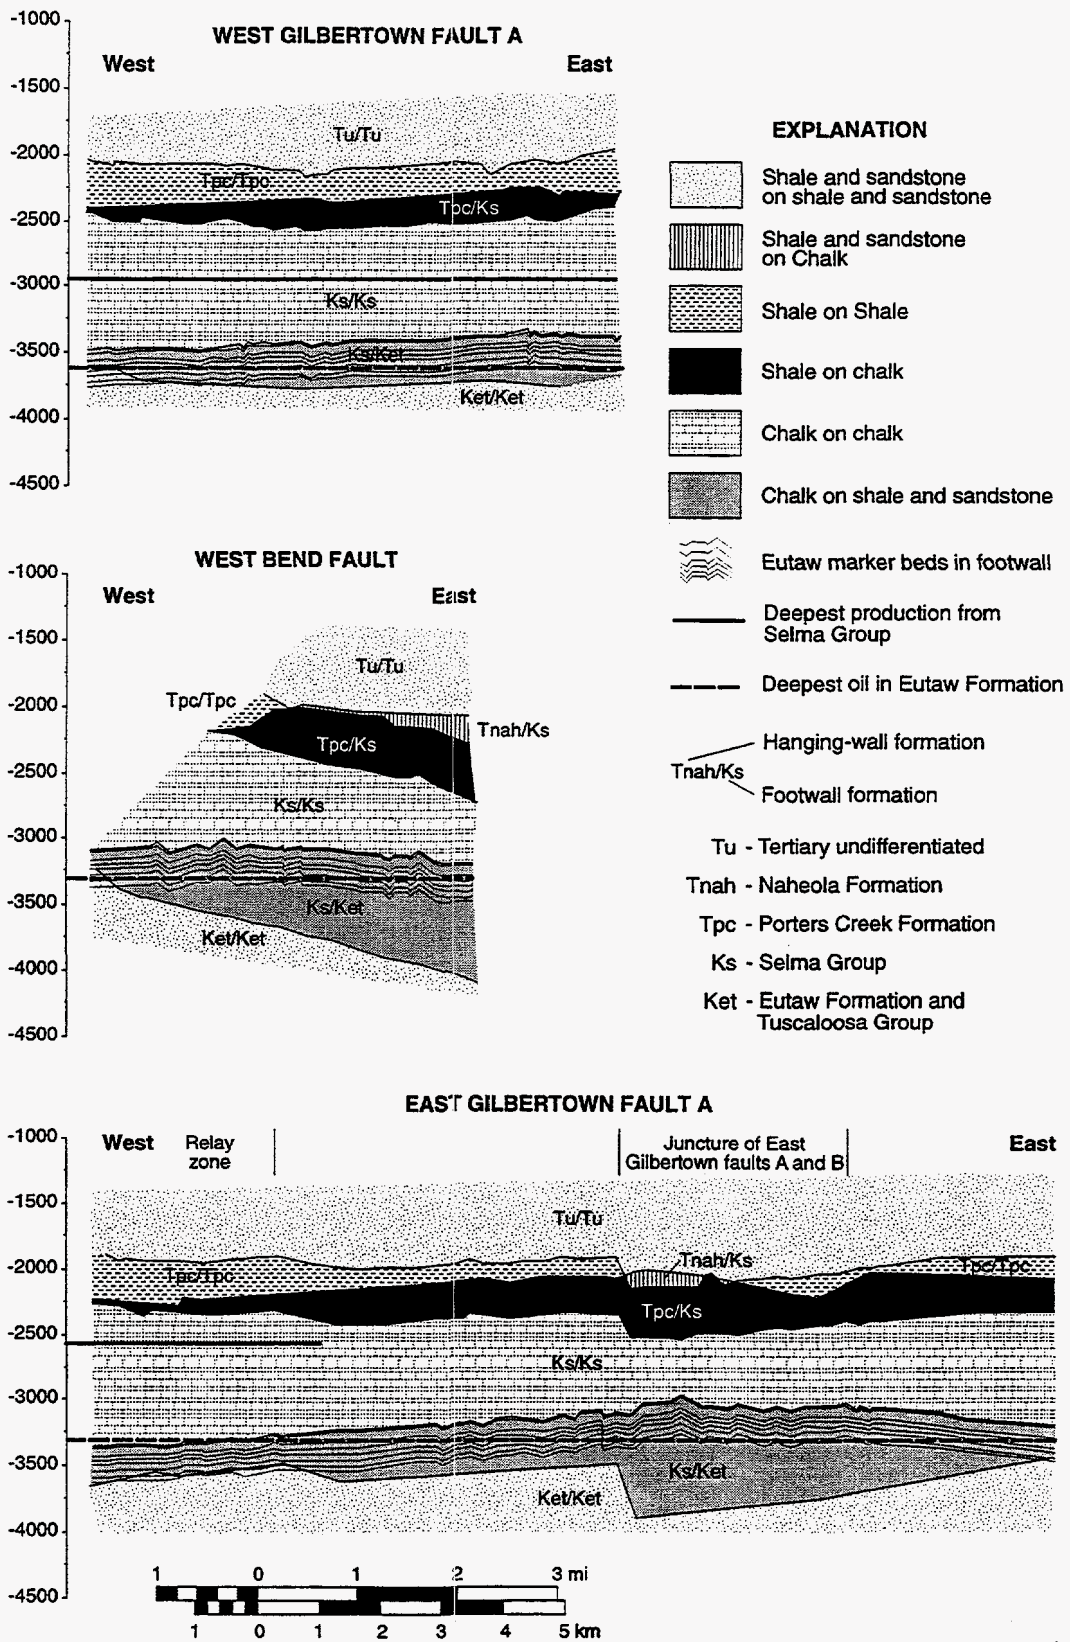 WEST GILBERTOWN FAULT A
West
East
-1000
-1500
-2000
-2500
-3000
-3500
-4000
-4500
Tu/Tu
Tpc/Tpc
Tpc/Ks
Ks/Ks
Ks/Ket
Ket/Ket
EXPLANATION
Shale and sandstone
on shale and sandstone
Shale and sandstone
on Chalk
Shale on Shale
Shale on chalk
Chalk on chalk
Chalk on shale and sandstone
Eutaw marker beds in footwall
Deepest production from
Selma Group
Deepest oil in Eutaw Formation
Hanging-wall formation
Tnah/Ks
Footwall formation
Tu - Tertiary undifferentiated
Tnah - Naheola Formation
Tpc - Porters Creek Formation
Ks - Selma Group
Ket - Eutaw Formation and
Tuscaloosa Group
WEST BEND FAULT
West
East
-1000
-1500
-2000
-2500
-3000
-3500
-4000
-4500
Tu/Tu
Tpc/Tpc
Tnah/Ks
Tpc/Ks
Ks/Ks
Ks/Ket
Ket/Ket
EAST GILBERTOWN FAULT A
West
Relay
zone
Juncture of East
Gilbertown faults A and B
East
-1000
-1500
-2000
-2500
-3000
-3500
-4000
-4500
Tu/Tu
Tnah/Ks
Tpc/Tpc
Tpc/Tpc
Tpc/Ks
Ks/Ks
Ks/Ket
Ket/Ket
1 0 1 2 3 mi
1 0 1 2 3 4 5 km